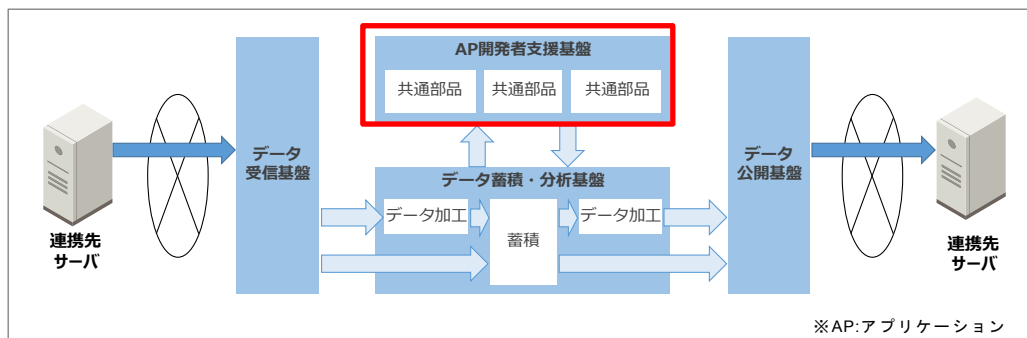 AP開発者支援基盤
共通部品
共通部品
共通部品
連携先
サーバ
データ
受信基盤
データ蓄積・分析基盤
データ加工
蓄積
データ加工
データ
公開基盤
連携先
サーバ
※AP:アプリケーション